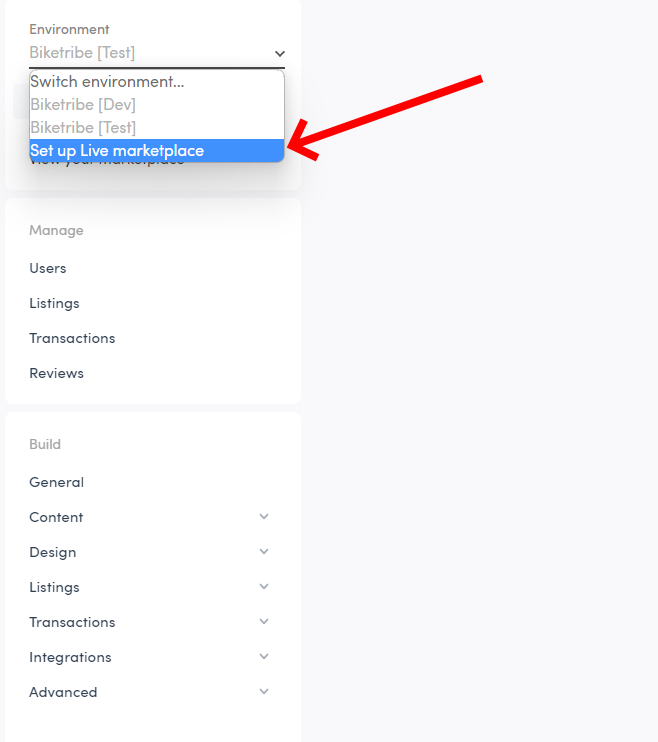 Environment
Biketribe [Test]
Switch environment...
Biketribe [Dev]
Biketribe [Test]
Set up Live marketplace
View your marketplace
Manage
Users
Listings
Transactions
Reviews
Build
General
Content
Design
Listings
Transactions
Integrations
Advanced